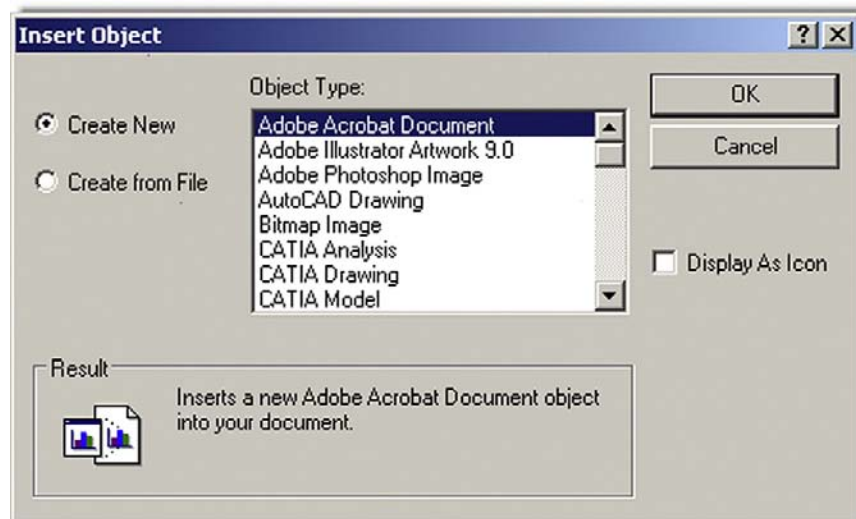 Insert Object
Object Type:
Create New
Create from File
Adobe Acrobat Document
Adobe Illustrator Artwork 9.0
Adobe Photoshop Image
AutoCAD Drawing
Bitmap Image
CATIA Analysis
CATIA Drawing
CATIA Model
OK
Cancel
Display As Icon
Result
Inserts a new Adobe Acrobat Document object
into your document.